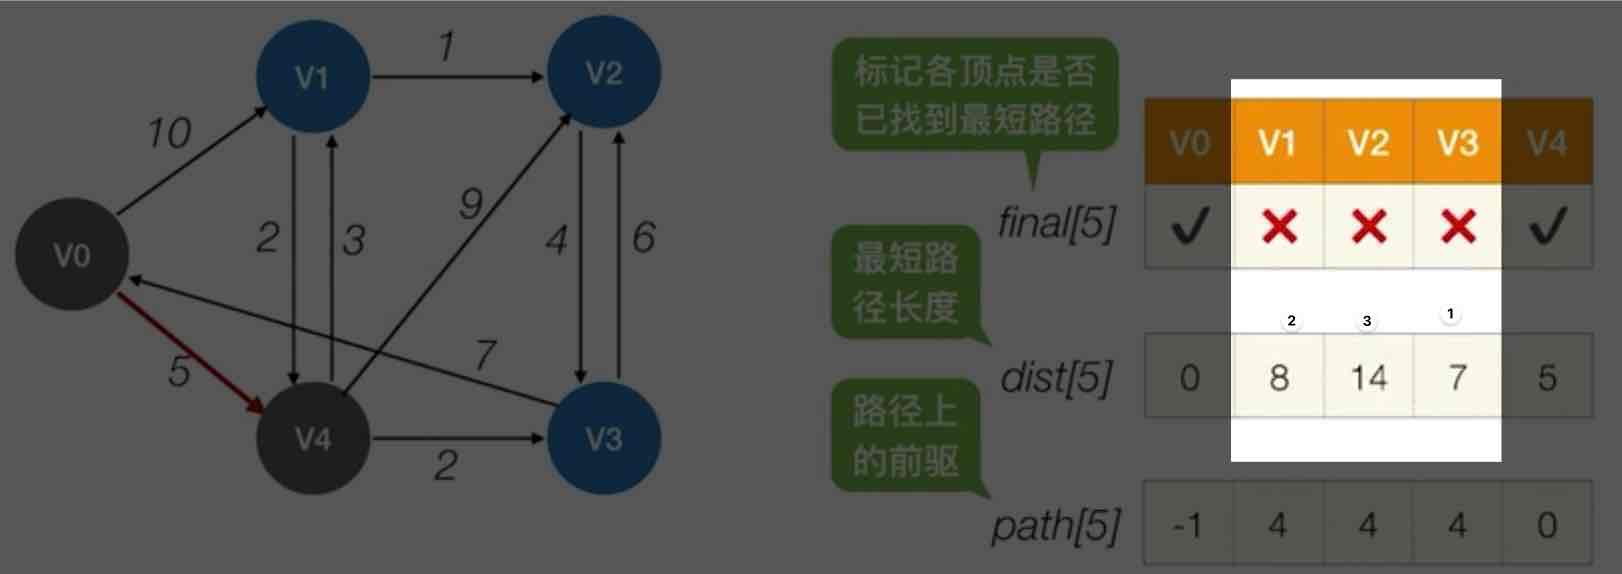 V1
1
V2
10
2
3
9
4
6
V0
7
5
V4
2
V3
标记各顶点是否
已找到最短路径
V0 V1 V2 V3 V4
final[5]
✓ ✕ ✕ ✕ ✓
最短路
径长度
2 3 1
dist[5] 0 8 14 7 5
路径上
的前驱
path[5] -1 4 4 4 0